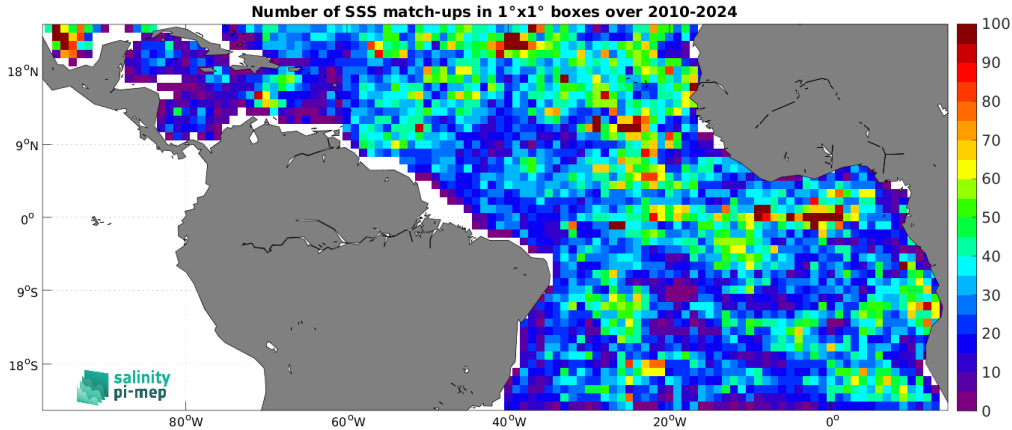 Number of SSS match-ups in 1°x1° boxes over 2010-2024
18°N
9°N
0°
9°S
18°S
80°W
60°W
40°W
20°W
0°
100
90
80
70
60
50
40
30
20
10
0
salinity
pi-mep